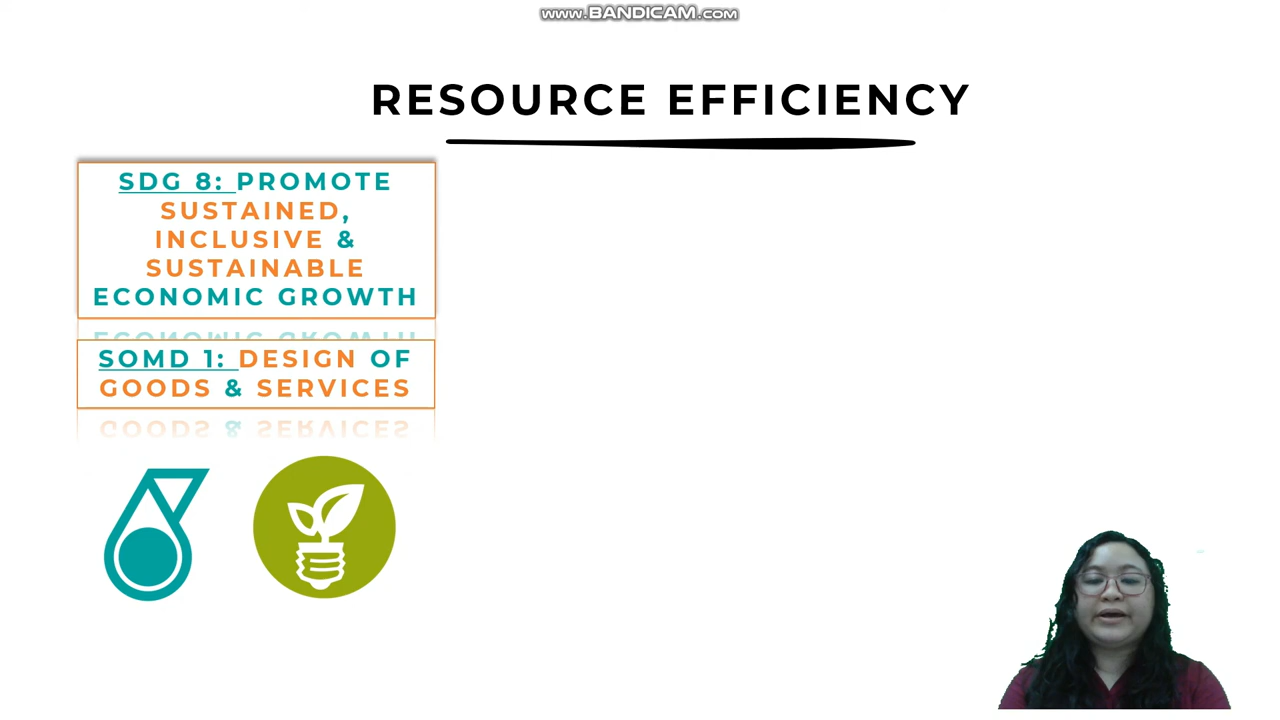 www.BANDICAM.com
RESOURCE EFFICIENCY
SDG 8: PROMOTE
SUSTAINED,
INCLUSIVE &
SUSTAINABLE
ECONOMIC GROWTH
SOMD 1: DESIGN OF
GOODS & SERVICES